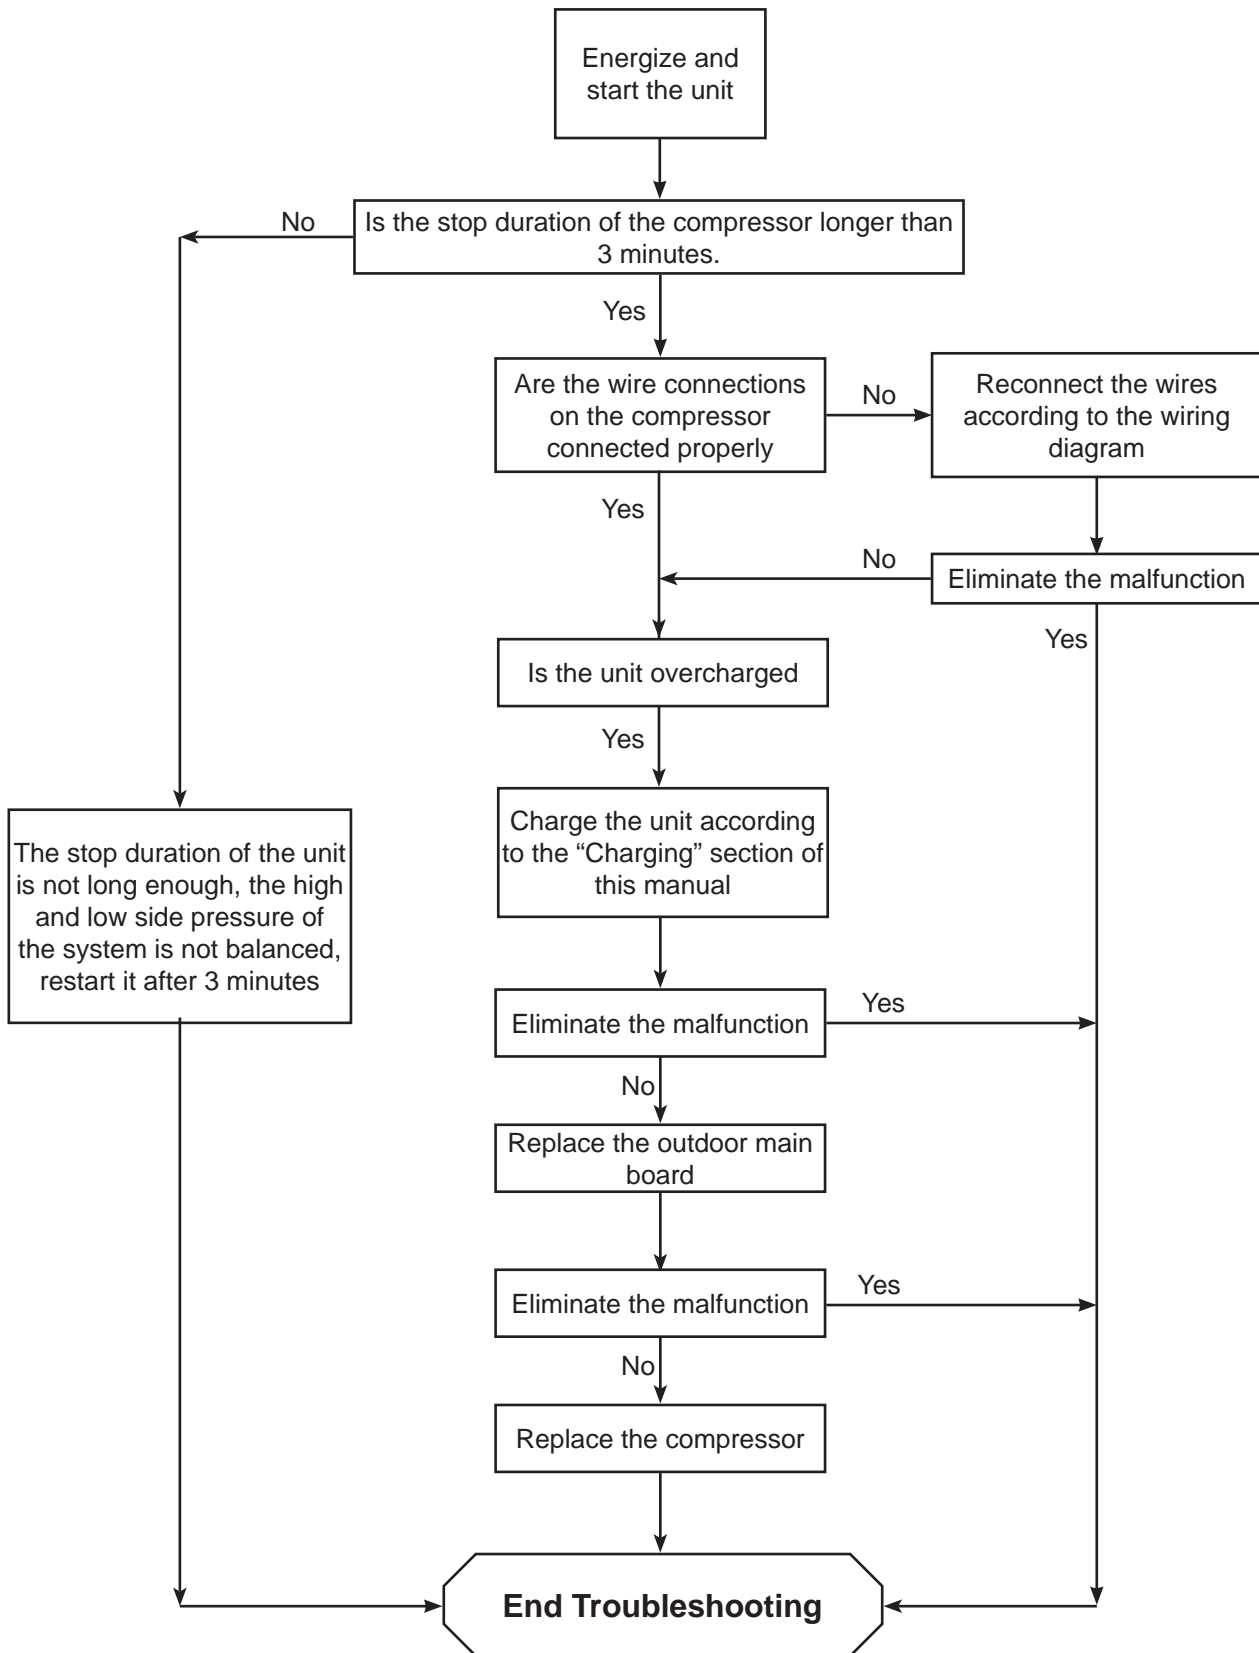 Energize and
start the unit
No
Is the stop duration of the compressor longer than
3 minutes.
Yes
Are the wire connections
on the compressor
connected properly
No
Reconnect the wires
according to the wiring
diagram
Yes
No
Eliminate the malfunction
Yes
Is the unit overcharged
Yes
Charge the unit according
to the “Charging” section of
this manual
The stop duration of the unit
is not long enough, the high
and low side pressure of
the system is not balanced,
restart it after 3 minutes
Eliminate the malfunction
Yes
No
Replace the outdoor main
board
Eliminate the malfunction
Yes
No
Replace the compressor
End Troubleshooting